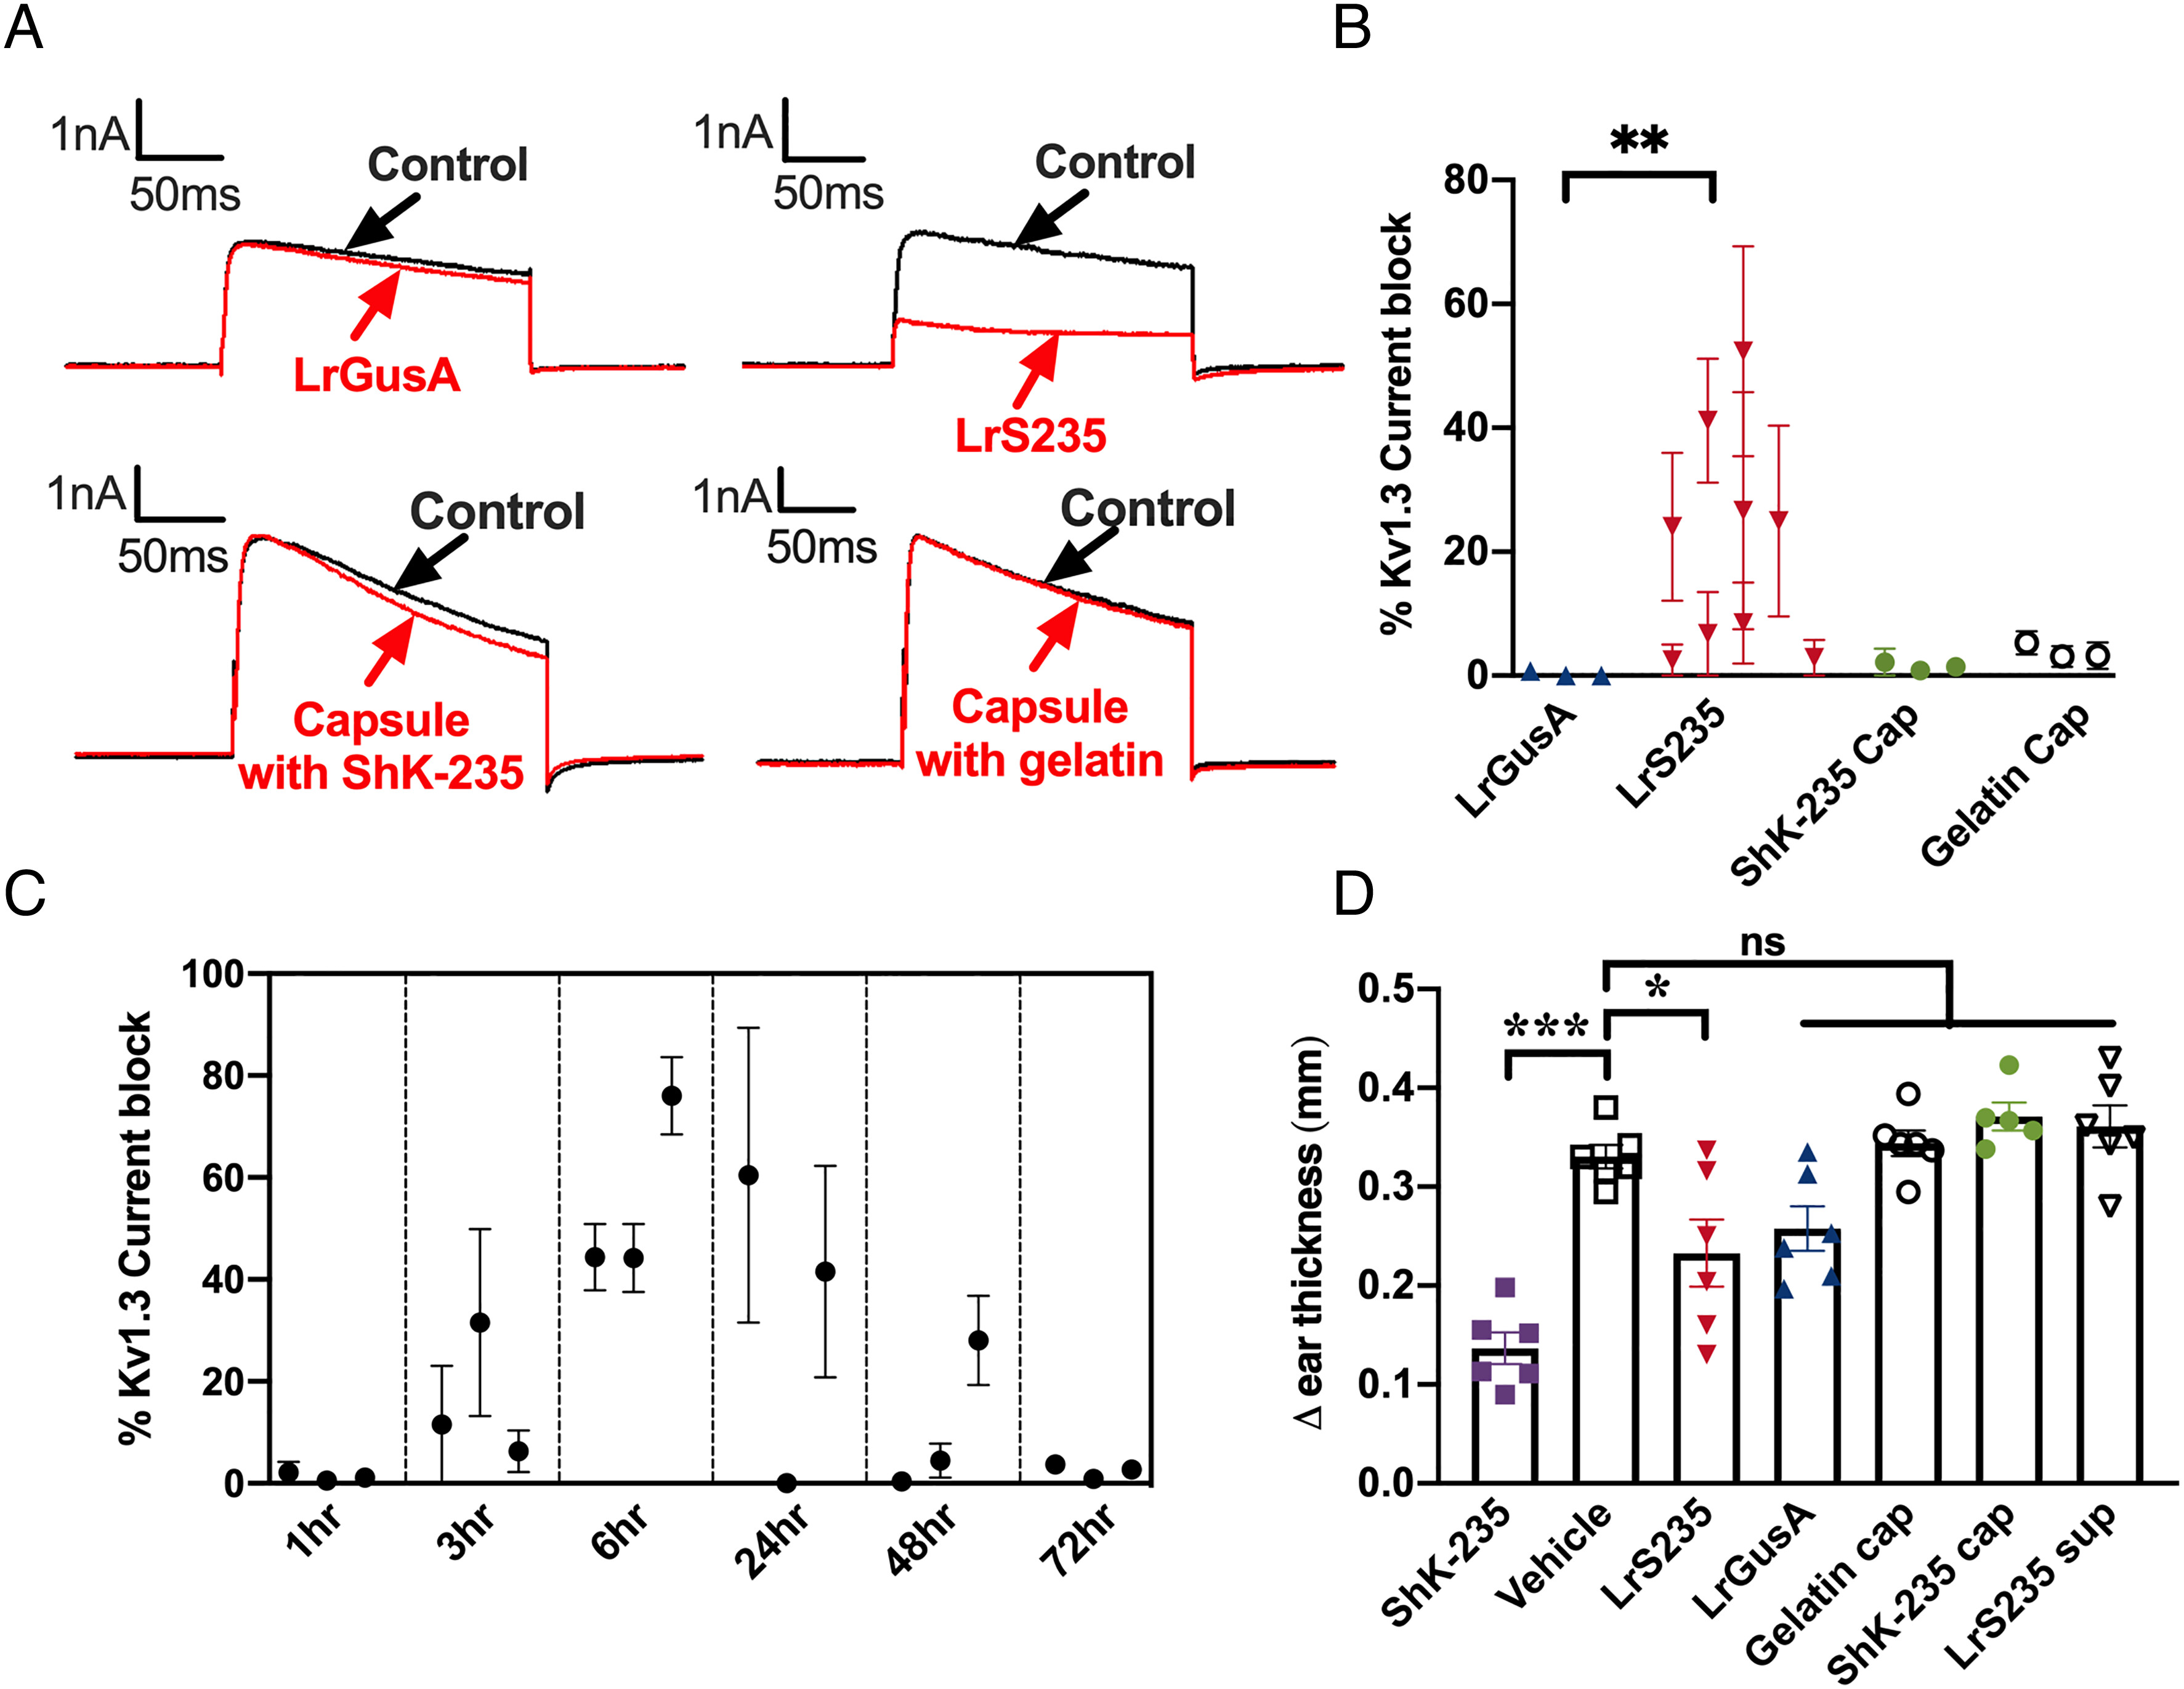 A
1nA
50ms
Control
LrGusA
1nA
50ms
Control
LrS235
1nA
50ms
Control
Capsule
with ShK-235
1nA
50ms
Control
Capsule
with gelatin
B
**
% Kv1.3 Current block
80
60
40
20
0
LrGusA
LrS235
ShK-235 Cap
Gelatin Cap
C
% Kv1.3 Current block
100
80
60
40
20
0
1hr
3hr
6hr
24hr
48hr
72hr
D
ns
*
***
Δ ear thickness (mm)
0.5
0.4
0.3
0.2
0.1
0.0
ShK-235
Vehicle
LrS235
LrGusA
Gelatin cap
ShK-235 cap
LrS235 sup